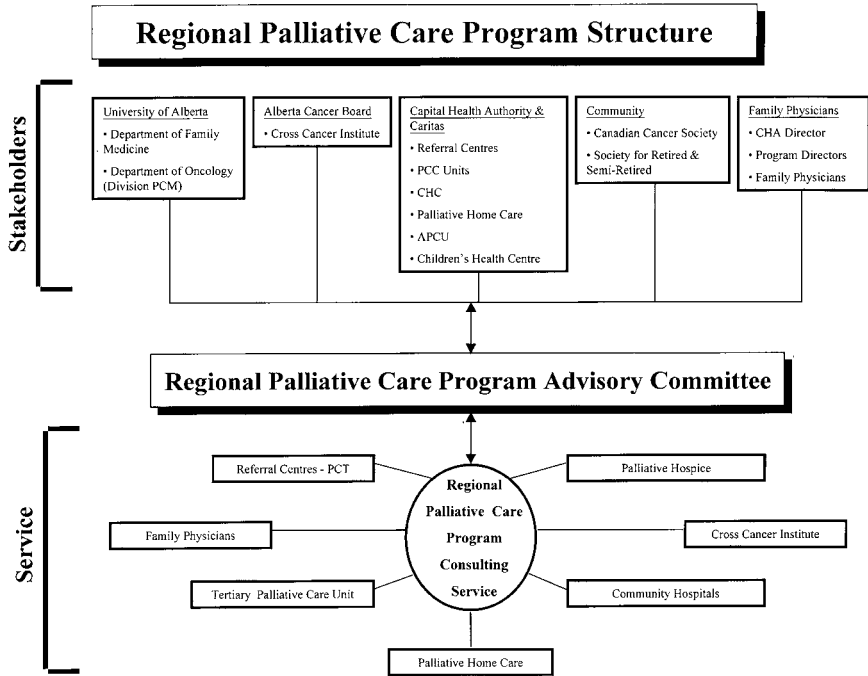 Regional Palliative Care Program Structure
Stakeholders
University of Alberta
• Department of Family
Medicine
• Department of Oncology
(Division PCM)
Alberta Cancer Board
• Cross Cancer Institute
Capital Health Authority &
Caritas
• Referral Centres
• PCC Units
• CHC
• Palliative Home Care
• APCU
• Children's Health Centre
Community
• Canadian Cancer Society
• Society for Retired &
Semi-Retired
Family Physicians
• CHA Director
• Program Directors
• Family Physicians
Regional Palliative Care Program Advisory Committee
Service
Referral Centres - PCT
Palliative Hospice
Family Physicians
Regional
Palliative Care
Program
Consulting
Service
Cross Cancer Institute
Tertiary Palliative Care Unit
Community Hospitals
Palliative Home Care